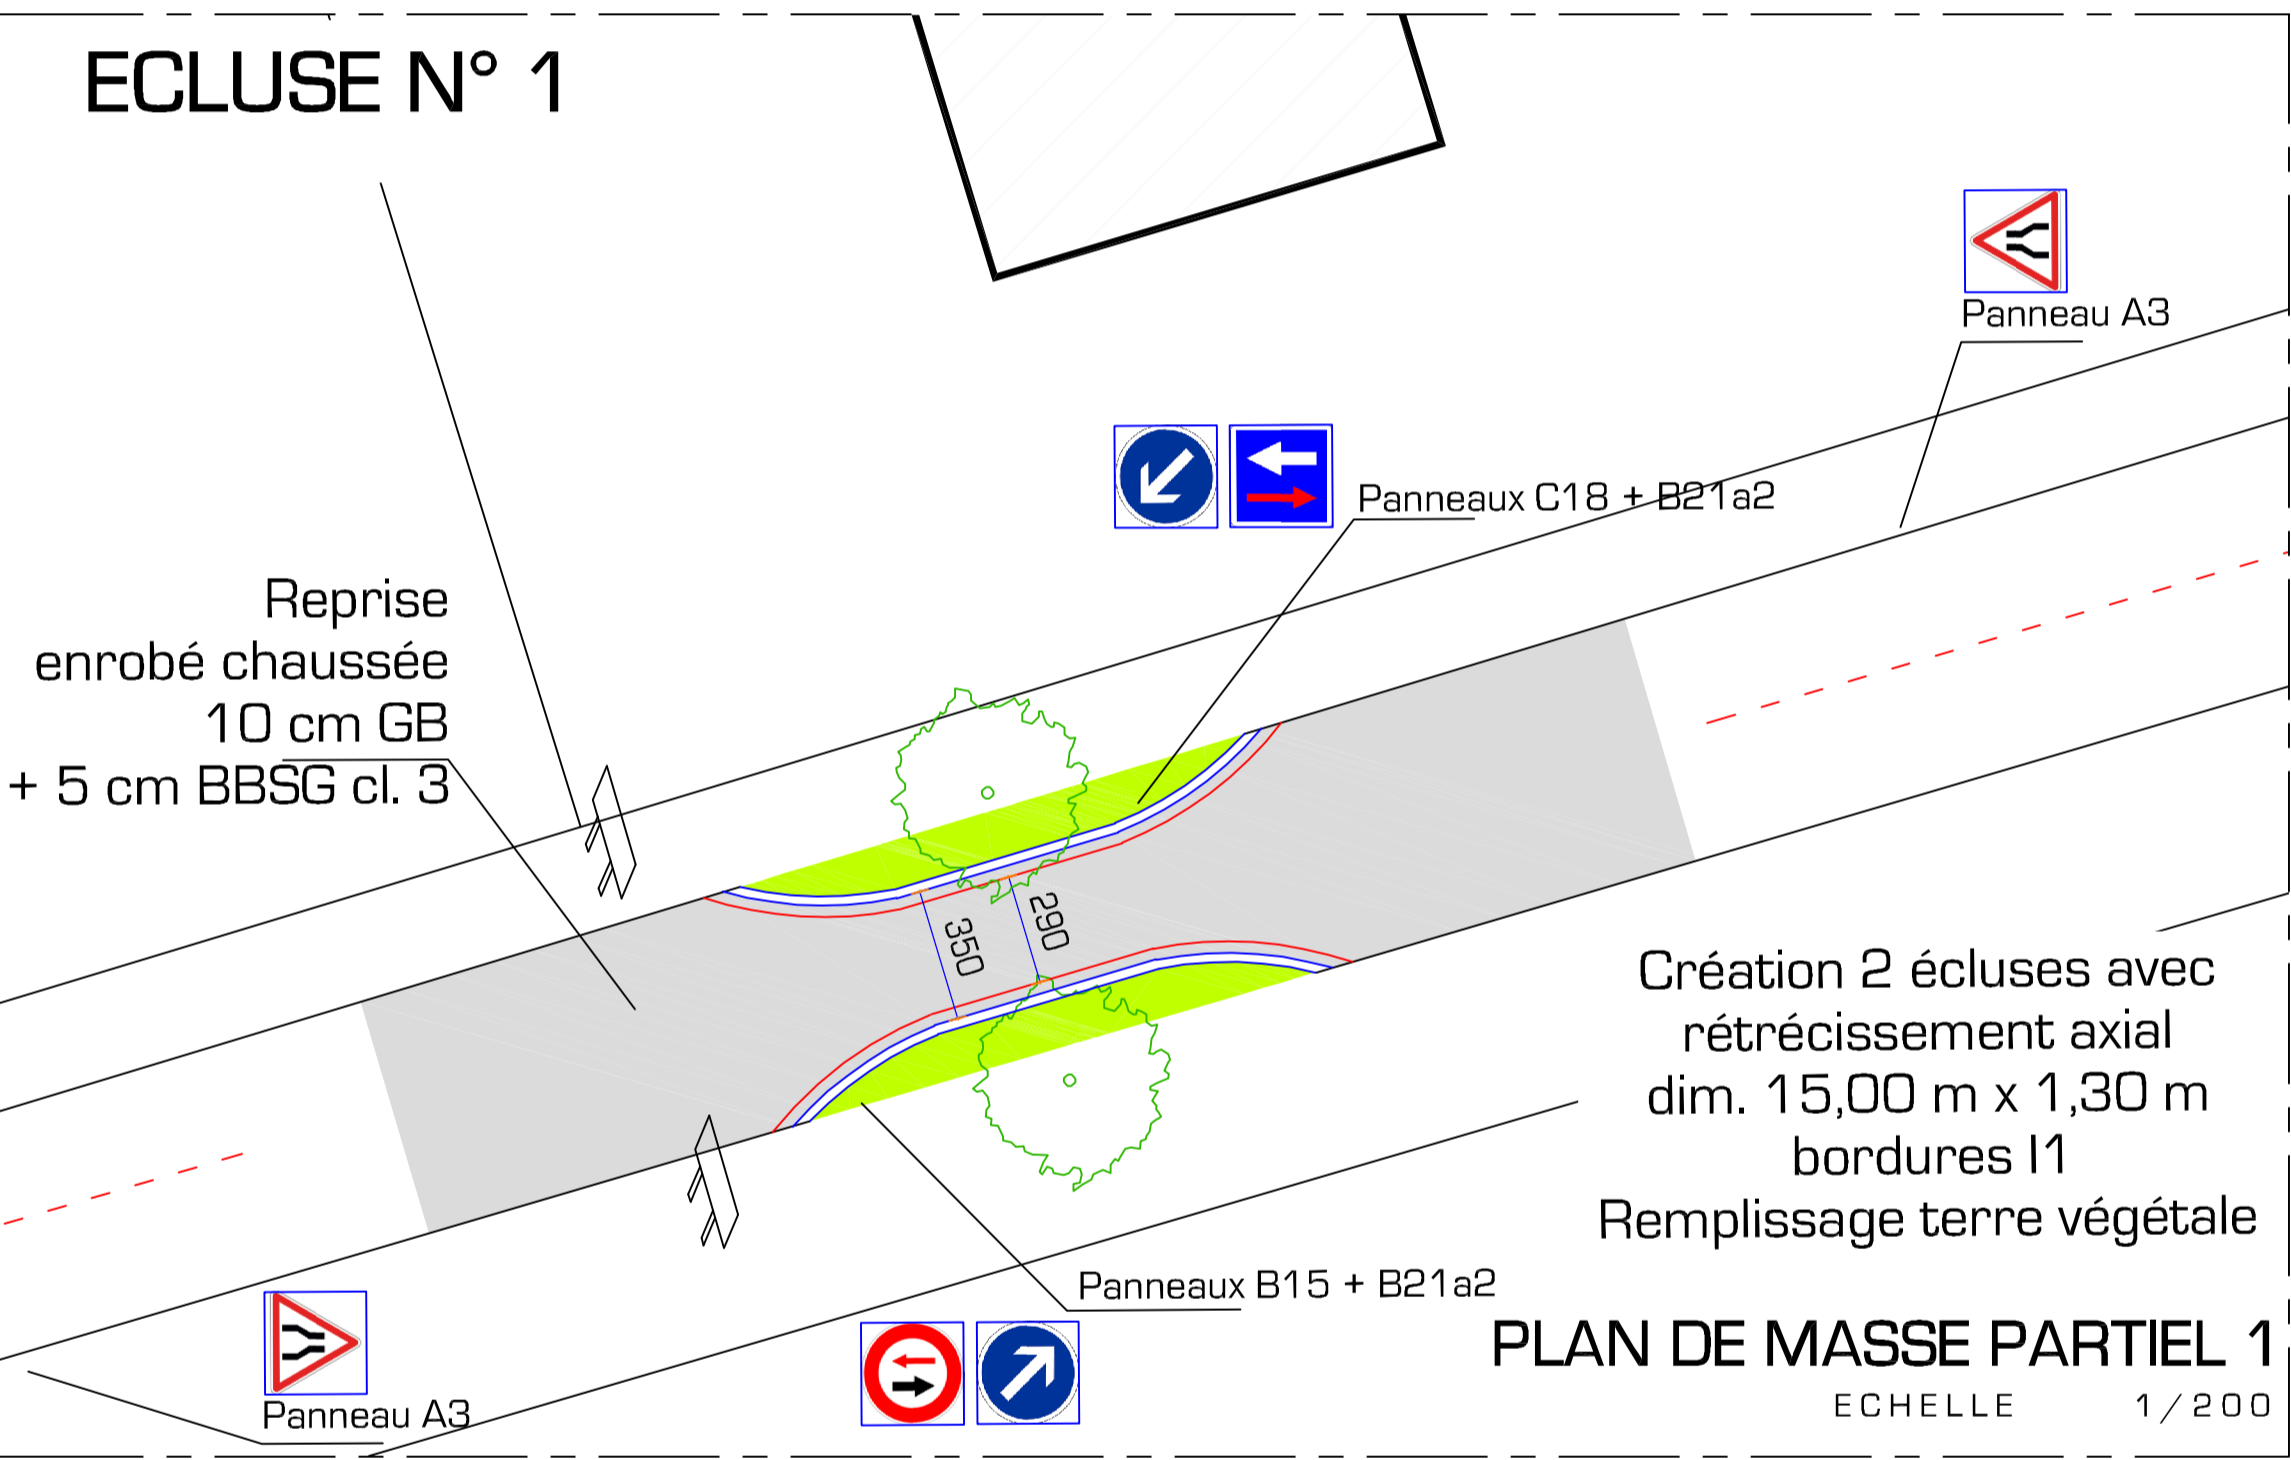 ECLUSE N° 1
Panneau A3
Panneaux C18 + B21a2
Reprise
enrobé chaussée
10 cm GB
+ 5 cm BBSG cl. 3
350
290
Création 2 écluses avec
rétrécissement axial
dim. 15,00 m x 1,30 m
bordures I1
Remplissage terre végétale
Panneaux B15 + B21a2
Panneau A3
PLAN DE MASSE PARTIEL 1
ECHELLE 1/200